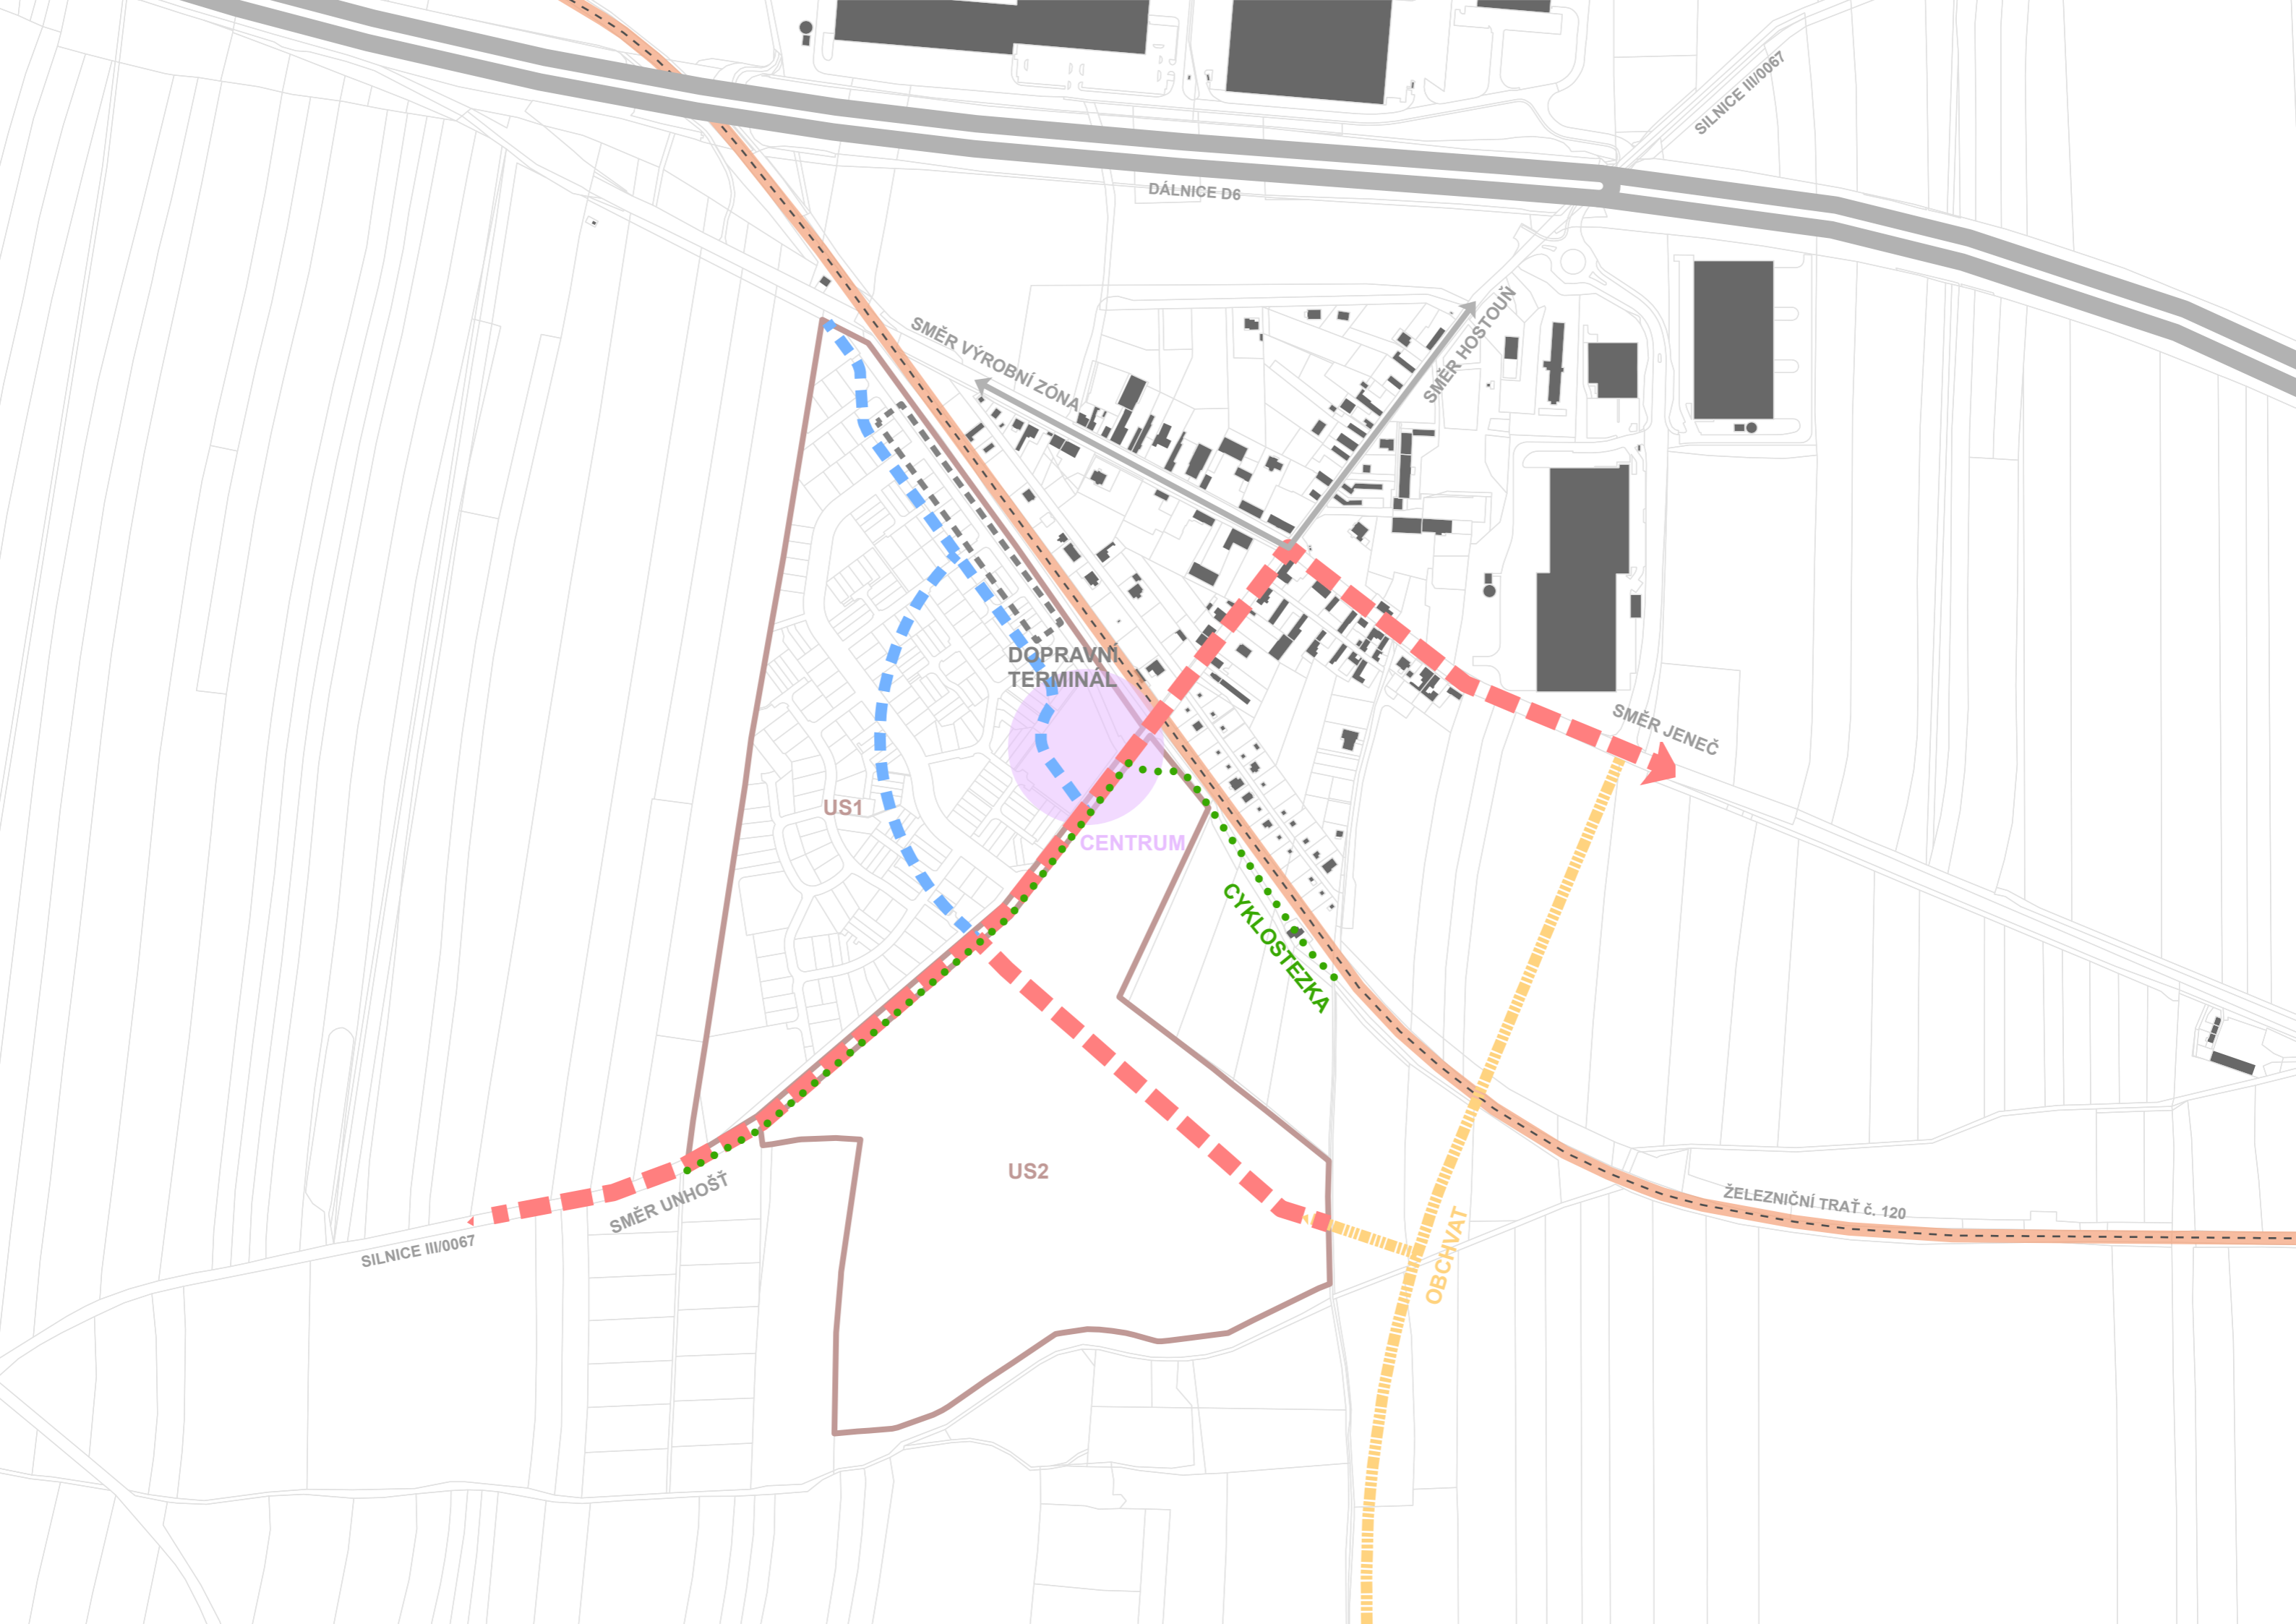 SILNICE III/0067
DÁLNICE D6
SMĚR VÝROBNÍ ZÓNA
SMĚR HOSTOUŇ
DOPRAVNÍ
TERMINÁL
SMĚR JENEČ
US1
CENTRUM
CYKLOSTEZKA
US2
SMĚR UNHOŠŤ
SILNICE III/0067
ŽELEZNIČNÍ TRAŤ č. 120
OBCHVAT